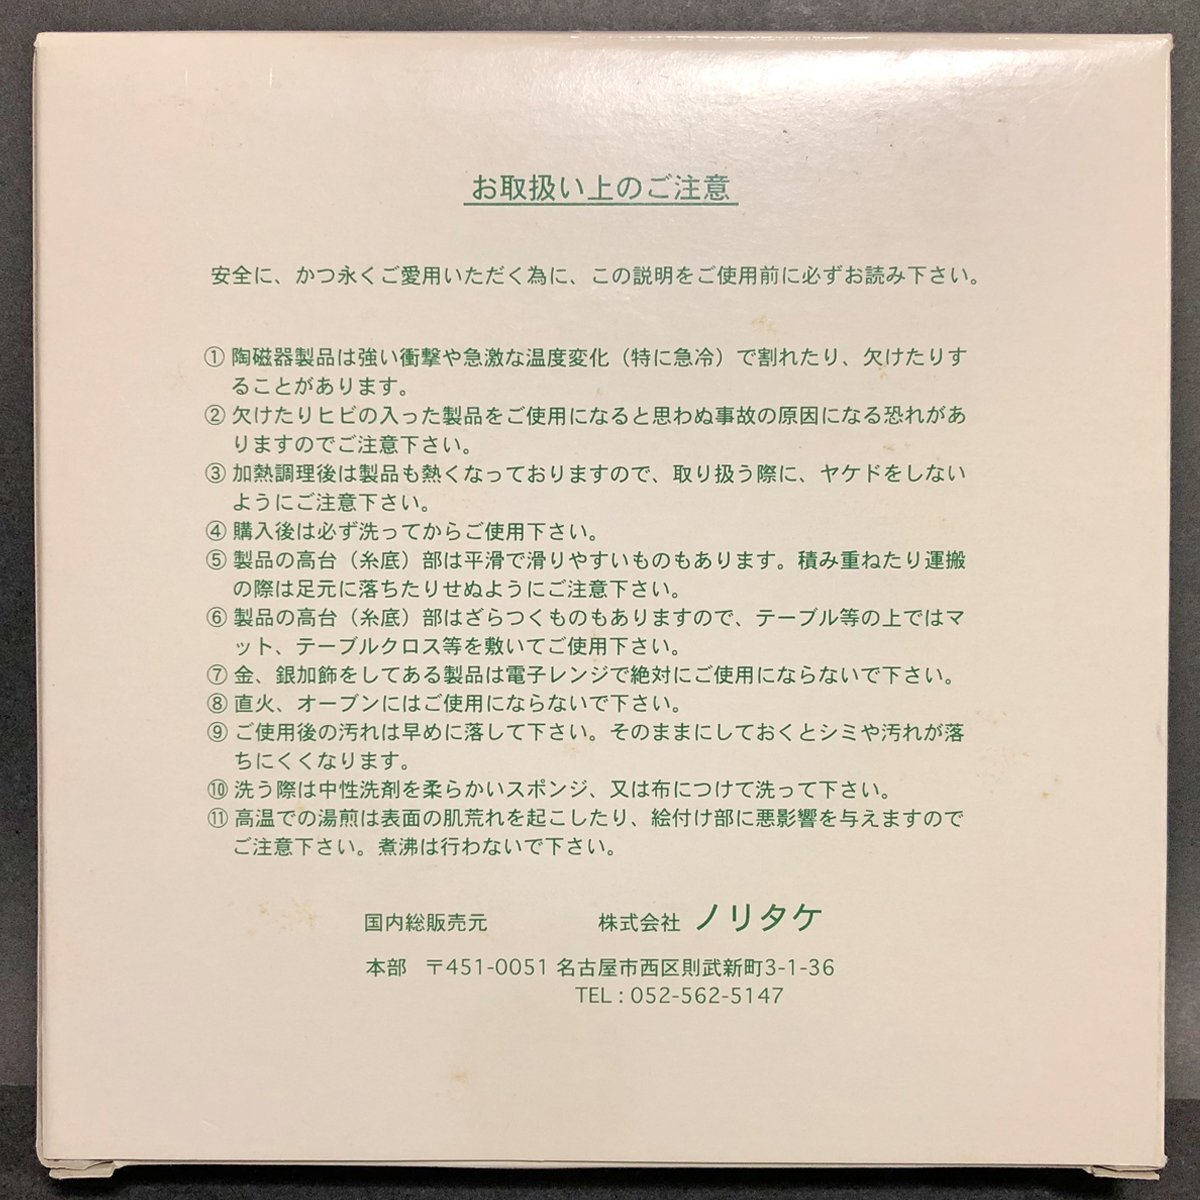 お取扱い上のご注意
安全に、かつ永くご愛用いただく為に、この説明をご使用前に必ずお読み下さい。
① 陶磁器製品は強い衝撃や急激な温度変化（特に急冷）で割れたり、欠けたりす
ることがあります。
② 欠けたりヒビの入った製品をご使用になると思わぬ事故の原因になる恐れがあ
りますのでご注意下さい。
③ 加熱調理後は製品も熱くなっておりますので、取り扱う際に、ヤケドをしない
ようにご注意下さい。
④ 購入後は必ず洗ってからご使用下さい。
⑤ 製品の高台（糸底）部は平滑で滑りやすいものもあります。積み重ねたり運搬
の際は足元に落ちたりせぬようにご注意下さい。
⑥ 製品の高台（糸底）部はざらつくものもありますので、テーブル等の上ではマ
ット、テーブルクロス等を敷いてご使用下さい。
⑦ 金、銀加飾をしてある製品は電子レンジで絶対にご使用にならないで下さい。
⑧ 直火、オーブンにはご使用にならないで下さい。
⑨ ご使用後の汚れは早めに落して下さい。そのままにしておくとシミや汚れが落
ちにくくなります。
⑩ 洗う際は中性洗剤を柔らかいスポンジ、又は布につけて洗って下さい。
⑪ 高温での湯煎は表面の肌荒れを起こしたり、絵付け部に悪影響を与えますので
ご注意下さい。煮沸は行わないで下さい。
国内総販売元 株式会社 ノリタケ
本部 〒451-0051 名古屋市西区則武新町3-1-36
TEL : 052-562-5147